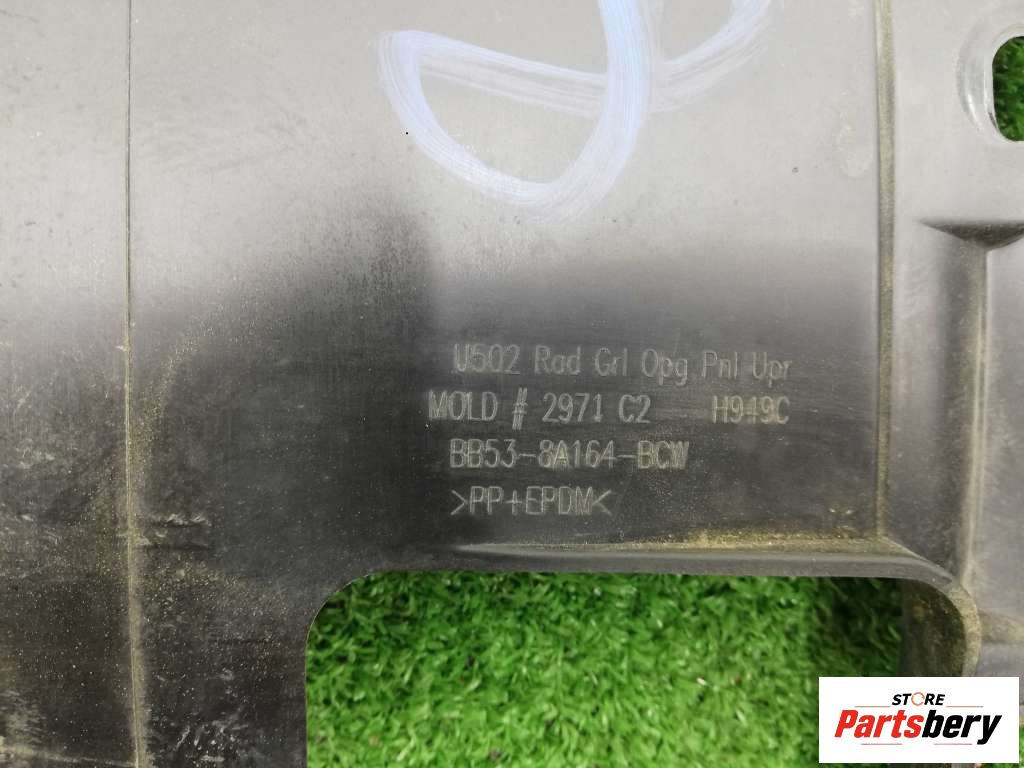 U502 Rad Grl Opg Pnl Upr
MOLD # 2971 C2 H949C
BB53-8A164-BCW
>PP+EPDM<
STORE
Partsbery